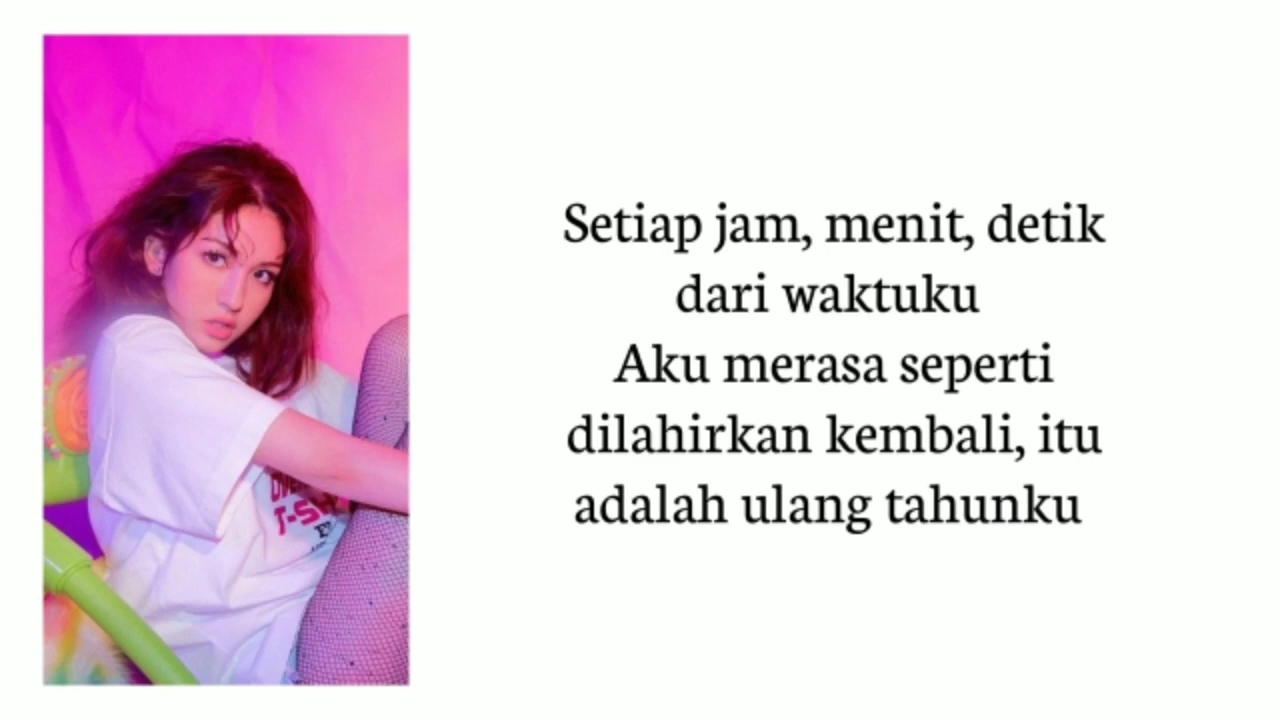 Setiap jam, menit, detik
dari waktuku
Aku merasa seperti
dilahirkan kembali, itu
adalah ulang tahunku
T-S